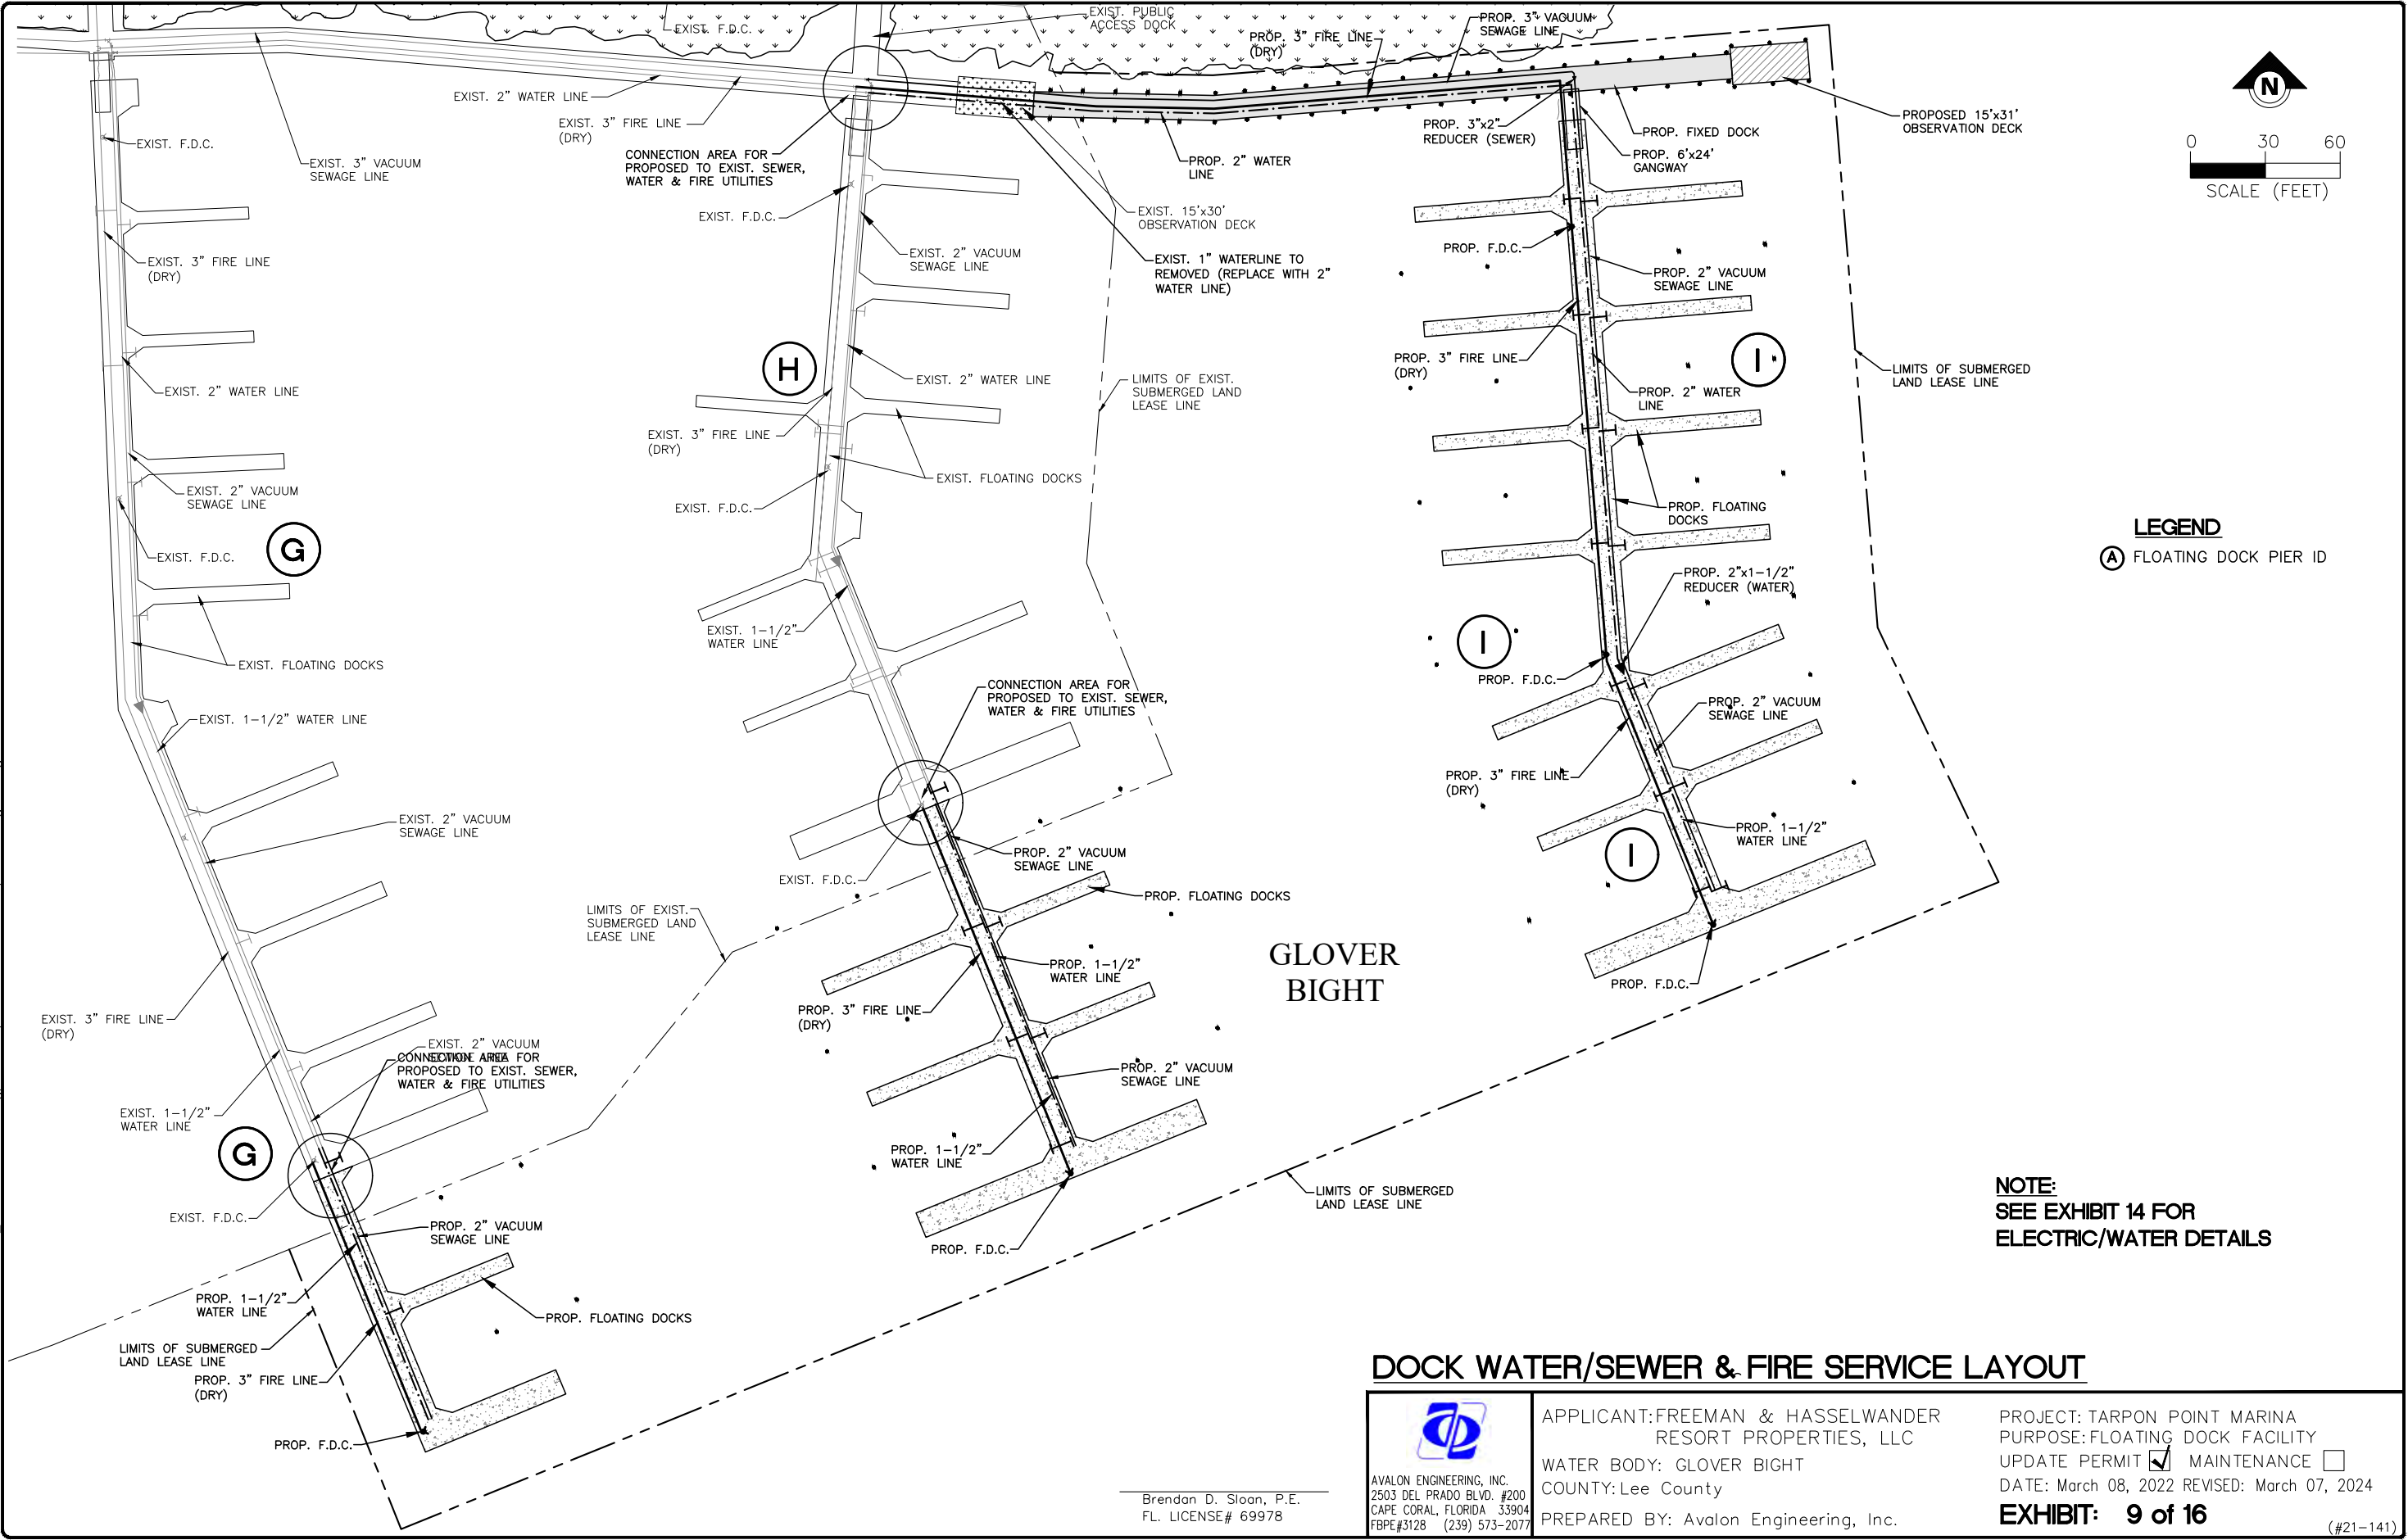 EXIST. PUBLIC
ACCESS DOCK
EXIST. F.D.C.
PROP. 3" VACUUM
SEWAGE LINE
PROP. 3" FIRE LINE
(DRY)
EXIST. 2" WATER LINE
EXIST. 3" FIRE LINE
(DRY)
EXIST. F.D.C.
EXIST. 3" VACUUM
SEWAGE LINE
CONNECTION AREA FOR
PROPOSED TO EXIST. SEWER,
WATER & FIRE UTILITIES
PROP. 2" WATER
LINE
PROP. 3"x2"
REDUCER (SEWER)
PROP. FIXED DOCK
PROP. 6'x24'
GANGWAY
PROPOSED 15'x31'
OBSERVATION DECK
N
0 30 60
SCALE (FEET)
EXIST. F.D.C.
EXIST. 15'x30'
OBSERVATION DECK
EXIST. 3" FIRE LINE
(DRY)
EXIST. 2" VACUUM
SEWAGE LINE
EXIST. 1" WATERLINE TO
REMOVED (REPLACE WITH 2"
WATER LINE)
PROP. F.D.C.
PROP. 2" VACUUM
SEWAGE LINE
H
I
EXIST. 2" WATER LINE
EXIST. 2" WATER LINE
LIMITS OF EXIST.
SUBMERGED LAND
LEASE LINE
PROP. 3" FIRE LINE
(DRY)
PROP. 2" WATER
LINE
LIMITS OF SUBMERGED
LAND LEASE LINE
EXIST. 3" FIRE LINE
(DRY)
EXIST. FLOATING DOCKS
EXIST. 2" VACUUM
SEWAGE LINE
EXIST. F.D.C.
PROP. FLOATING
DOCKS
LEGEND
A FLOATING DOCK PIER ID
EXIST. F.D.C.
G
PROP. 2"x1-1/2"
REDUCER (WATER)
EXIST. 1-1/2"
WATER LINE
I
EXIST. FLOATING DOCKS
PROP. F.D.C.
CONNECTION AREA FOR
PROPOSED TO EXIST. SEWER,
WATER & FIRE UTILITIES
PROP. 2" VACUUM
SEWAGE LINE
EXIST. 1-1/2" WATER LINE
PROP. 3" FIRE LINE
(DRY)
EXIST. 2" VACUUM
SEWAGE LINE
PROP. 1-1/2"
WATER LINE
I
PROP. 2" VACUUM
SEWAGE LINE
EXIST. F.D.C.
PROP. FLOATING DOCKS
LIMITS OF EXIST.
SUBMERGED LAND
LEASE LINE
GLOVER
BIGHT
PROP. 1-1/2"
WATER LINE
PROP. F.D.C.
PROP. 3" FIRE LINE
(DRY)
EXIST. 3" FIRE LINE
(DRY)
EXIST. 2" VACUUM
SEWAGE LINE
CONNECTION AREA FOR
PROPOSED TO EXIST. SEWER,
WATER & FIRE UTILITIES
PROP. 2" VACUUM
SEWAGE LINE
EXIST. 1-1/2"
WATER LINE
G
PROP. 1-1/2"
WATER LINE
LIMITS OF SUBMERGED
LAND LEASE LINE
NOTE:
SEE EXHIBIT 14 FOR
ELECTRIC/WATER DETAILS
EXIST. F.D.C.
PROP. 2" VACUUM
SEWAGE LINE
PROP. F.D.C.
PROP. 1-1/2"
WATER LINE
PROP. FLOATING DOCKS
LIMITS OF SUBMERGED
LAND LEASE LINE
PROP. 3" FIRE LINE
(DRY)
PROP. F.D.C.
DOCK WATER/SEWER & FIRE SERVICE LAYOUT
Brendan D. Sloan, P.E.
FL. LICENSE# 69978
AVALON ENGINEERING, INC.
2503 DEL PRADO BLVD. #200
CAPE CORAL, FLORIDA 33904
FBPE#3128 (239) 573-2077
APPLICANT: FREEMAN & HASSELWANDER
RESORT PROPERTIES, LLC
WATER BODY: GLOVER BIGHT
COUNTY: Lee County
PREPARED BY: Avalon Engineering, Inc.
PROJECT: TARPON POINT MARINA
PURPOSE: FLOATING DOCK FACILITY
UPDATE PERMIT MAINTENANCE
DATE: March 08, 2022 REVISED: March 07, 2024
EXHIBIT: 9 of 16
(#21-141)